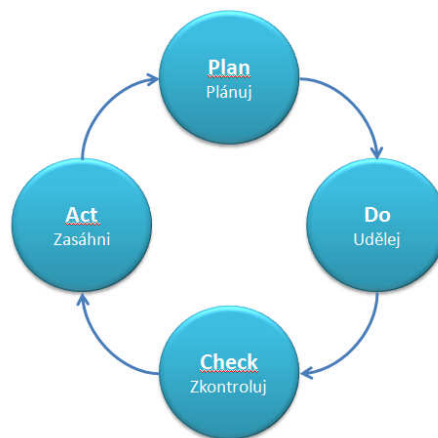 Plan
Plánuj
Do
Udělej
Check
Zkontroluj
Act
Zasáhni